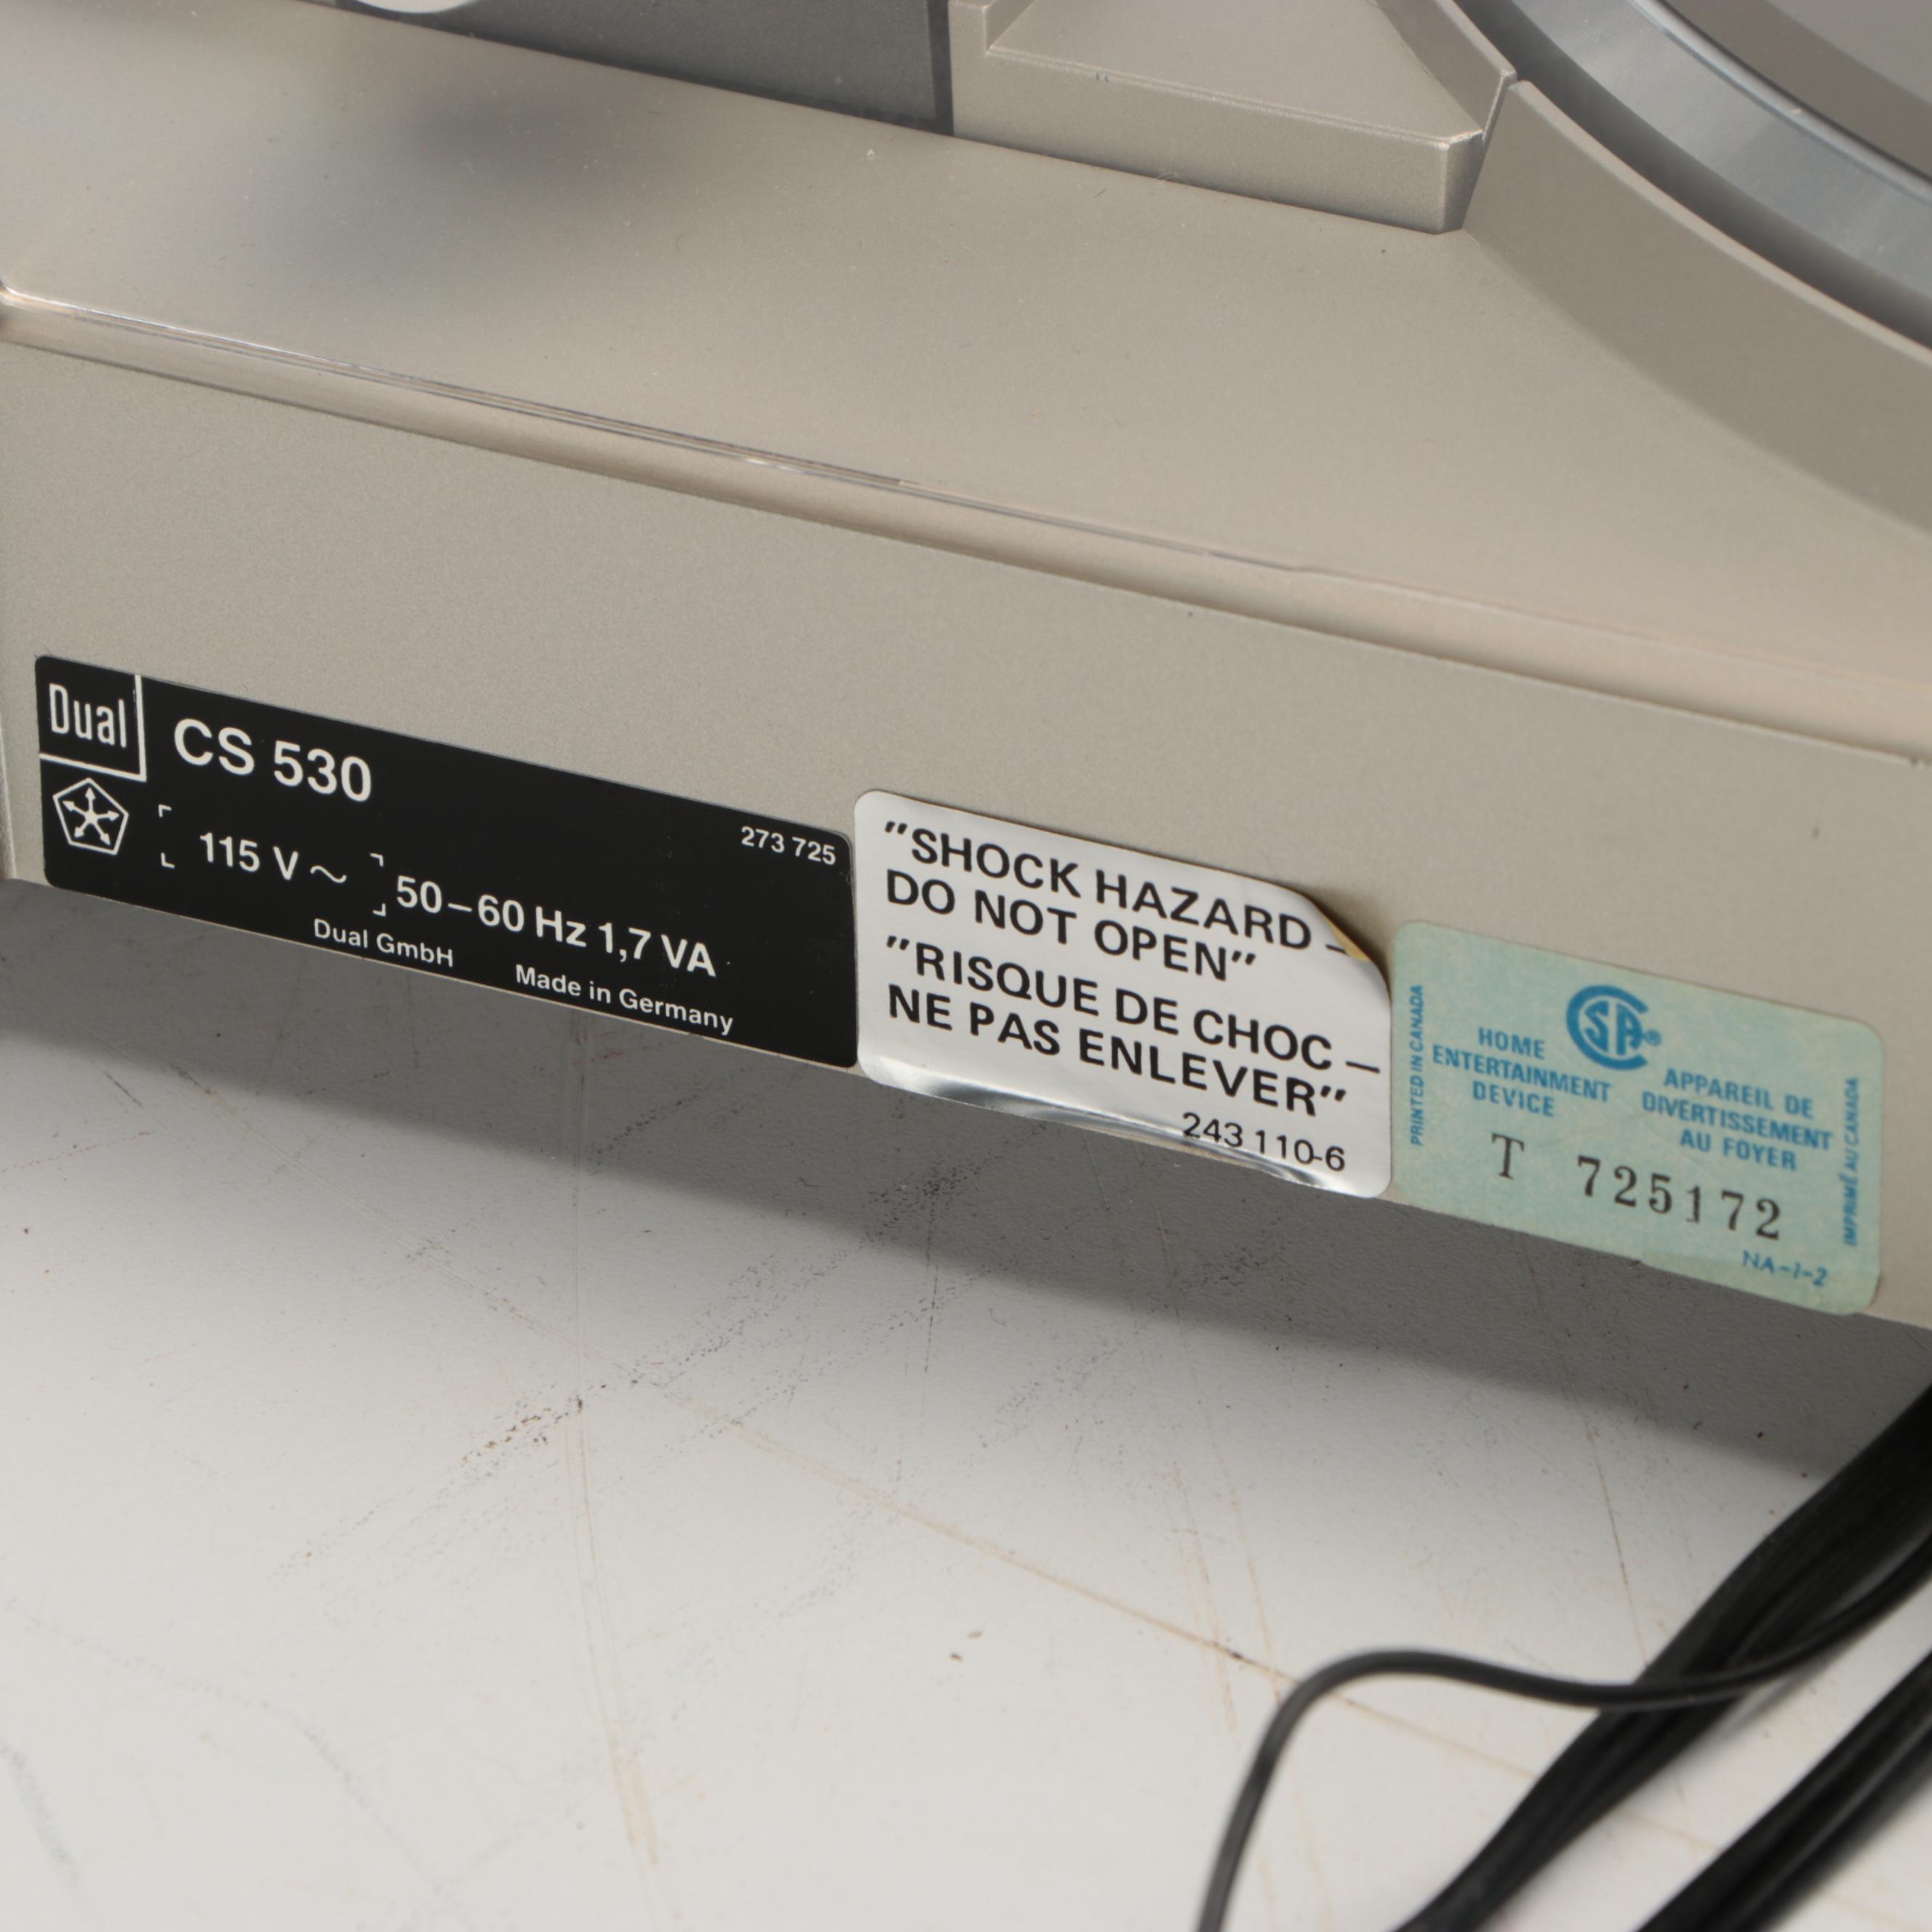 Dual
CS 530
273 725
115 V ~ 50–60 Hz 1,7 VA
Dual GmbH Made in Germany
"SHOCK HAZARD –
DO NOT OPEN"
"RISQUE DE CHOC –
NE PAS ENLEVER"
243 110-6
PRINTED IN CANADA
HOME
ENTERTAINMENT
DEVICE
SA®
APPAREIL DE
DIVERTISSEMENT
AU FOYER
T 725172
NA-1-2
IMPRIMÉ AU CANADA